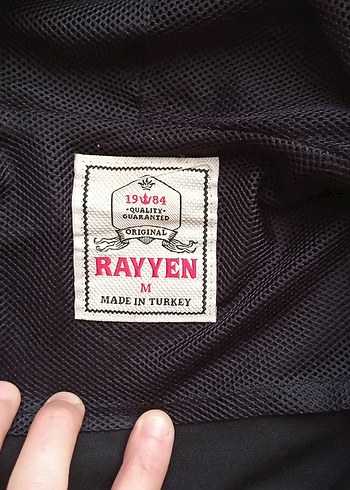 19 84
•QUALITY•
GUARANTEED
ORIGINAL
RAYYEN
M
MADE IN TURKEY